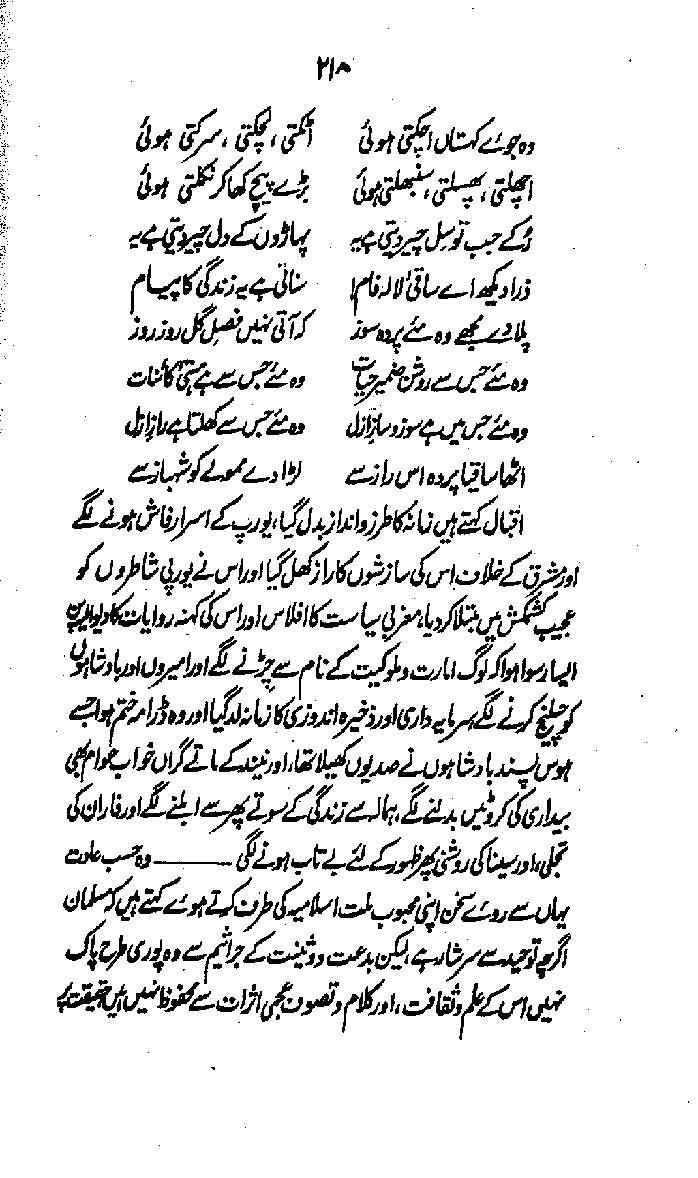 ۲۱۸
وہ جوئے کہستاں اچکتی ہوئی اٹکتی، لچکتی، سرکتی ہوئی
اچھلتی، پھسلتی، سنبھلتی ہوئی بڑے پیچ کھا کر نکلتی ہوئی
رُکے جب تو سل چیر دیتی ہے یہ پہاڑوں کے دل چیر دیتی ہے یہ
ذرا دیکھ اے ساقیٔ لالہ فام! سناتی ہے یہ زندگی کا پیام
پلا دے مجھے وہ مئے پردہ سوز کہ آتی نہیں فصلِ گل روز روز
وہ مئے جس سے روشن ضمیرِ حیات وہ مئے جس سے ہے مستیٔ کائنات
وہ مئے جس میں ہے سوز و سازِ ازل وہ مئے جس سے کھلتا ہے رازِ ازل
اٹھا ساقیا پردہ اس راز سے لڑا دے ممولے کو شہباز سے
اقبال کہتے ہیں زمانہ کا طرز و انداز بدل گیا، یورپ کے اسرار فاش ہونے لگے
اور مشرق کے خلاف اس کی سازشوں کا راز کھل گیا اور اس نے یورپی شاطروں کو
عجیب کشمکش میں مبتلا کر دیا، مغربی سیاست کا افلاس اور اس کی کہنہ روایات کا دیوالیہ پن
ایسا رسوا ہوا کہ لوگ امارت و ملوکیت کے نام سے چڑنے لگے اور امیروں اور بادشاہوں
کو چیلنج کرنے لگے، سرمایہ داری اور ذخیرہ اندوزی کا زمانہ لد گیا اور وہ ڈرامہ ختم ہوا جسے
ہوس پسند بادشاہوں نے صدیوں کھیلا تھا، اور نیند کے ماتے گراں خواب عوام بھی
بیداری کی کروٹیں بدلنے لگے، ہمالہ سے زندگی کے سوتے پھر سے ابلنے لگے اور فاران کی
تجلی، اور سینا کی روشنی پھر ظہور کے لئے بے تاب ہونے لگی ——— وہ حسب عادت
یہاں سے روئے سخن اپنی محبوب ملت اسلامیہ کی طرف کرتے ہوئے کہتے ہیں کہ مسلمان
اگرچہ توحید سے سرشار ہے، لیکن بدعت و وثنیت کے جراثیم سے وہ پوری طرح پاک
نہیں اس کے علم و ثقافت، اور کلام و تصوف عجمی اثرات سے محفوظ نہیں ہیں حقیقت پر